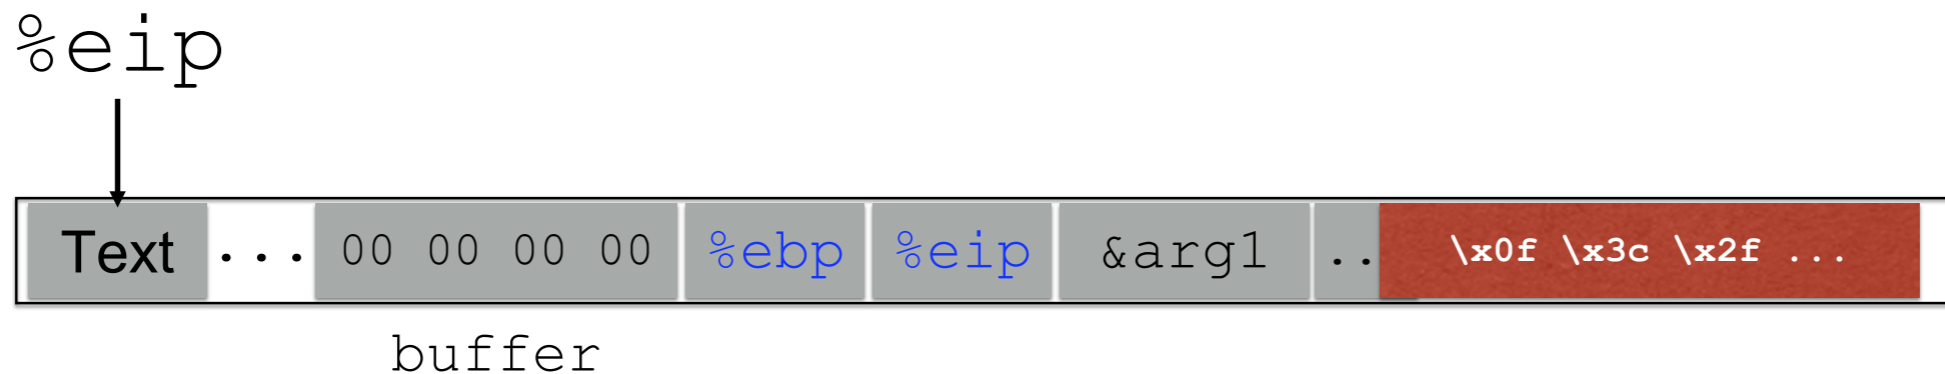 %eip
Text ... 00 00 00 00 %ebp %eip &arg1 .. \x0f \x3c \x2f ...
buffer